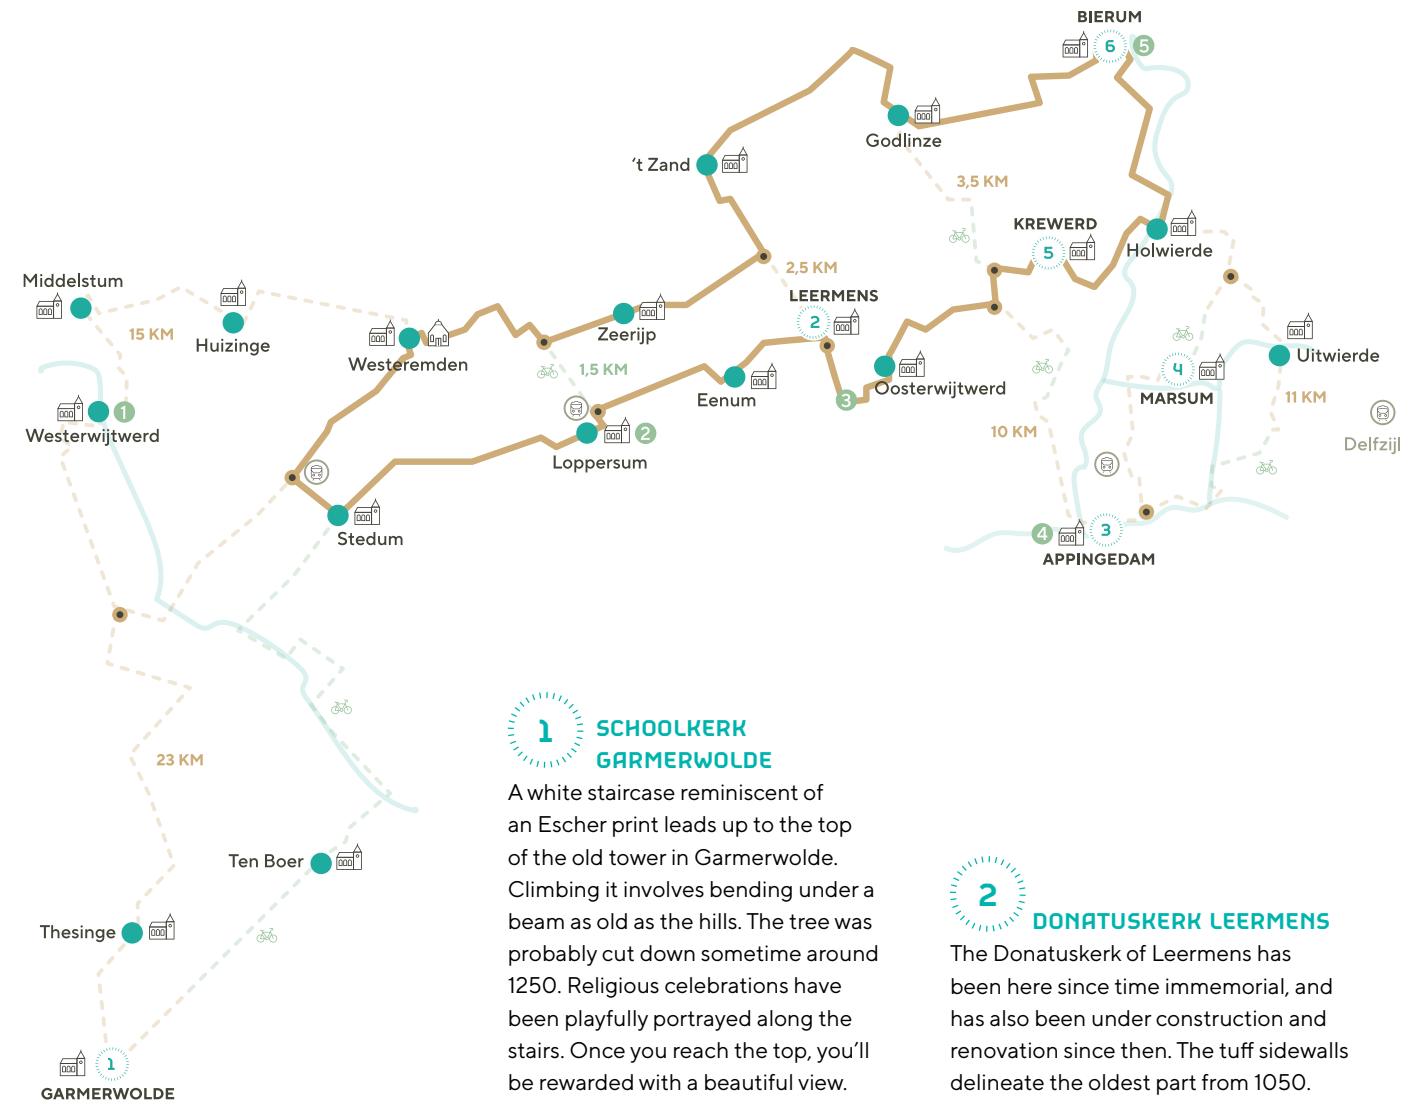 BIERUM
6
5
Godlinze
't Zand
3,5 KM
KREWERD
5
Holwierde
2,5 KM
LEERMENS
2
Middelstum
15 KM
Huizinge
Westeremden
Zeerijp
1,5 KM
Eenum
Oosterwijtwerd
3
4
MARSUM
Uitwierde
11 KM
Delfzijl
Westerwijtwerd
1
Loppersum
2
10 KM
Stedum
4
3
APPINGEDAM
23 KM
Ten Boer
Thesinge
1
GARMERWOLDE
1
SCHOOLKERK
GARMERWOLDE
A white staircase reminiscent of
an Escher print leads up to the top
of the old tower in Garmerwolde.
Climbing it involves bending under a
beam as old as the hills. The tree was
probably cut down sometime around
1250. Religious celebrations have
been playfully portrayed along the
stairs. Once you reach the top, you'll
be rewarded with a beautiful view.
2
DONATUSKERK LEERMENS
The Donatuskerk of Leermens has
been here since time immemorial, and
has also been under construction and
renovation since then. The tuff sidewalls
delineate the oldest part from 1050.